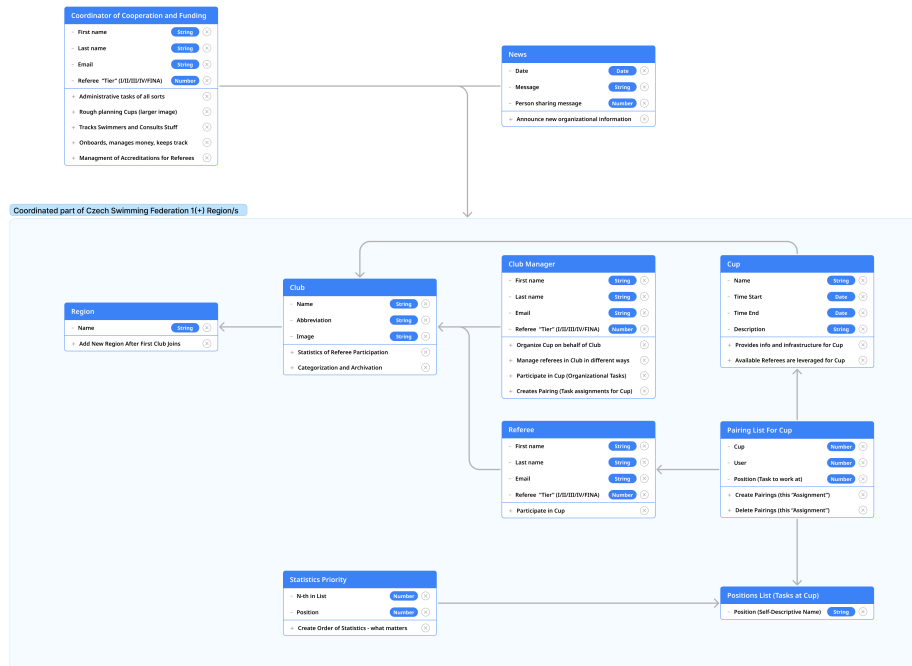 Coordinator of Cooperation and Funding
- First name String
- Last name String
- Email String
- Referee "Tier" (I/II/III/IV/FINA) Number
+ Administrative tasks of all sorts
+ Rough planning Cups (larger image)
+ Tracks Swimmers and Consults Stuff
+ Onboards, manages money, keeps track
+ Managment of Accreditations for Referees
News
- Date Date
- Message String
- Person sharing message Number
+ Announce new organizational information
Coordinated part of Czech Swimming Federation 1(+) Region/s
Region
- Name String
+ Add New Region After First Club Joins
Club
- Name String
- Abbreviation String
- Image String
+ Statistics of Referee Participation
+ Categorization and Archivation
Club Manager
- First name String
- Last name String
- Email String
- Referee "Tier" (I/II/III/IV/FINA) Number
+ Organize Cup on behalf of Club
+ Manage referees in Club in different ways
+ Participate in Cup (Organizational Tasks)
+ Creates Pairing (Task assignments for Cup)
Cup
- Name String
- Time Start Date
- Time End Date
- Description String
+ Provides info and infrastructure for Cup
+ Available Referees are leveraged for Cup
Referee
- First name String
- Last name String
- Email String
- Referee "Tier" (I/II/III/IV/FINA) Number
+ Participate in Cup
Pairing List For Cup
- Cup Number
- User Number
- Position (Task to work at) Number
+ Create Pairings (this "Assignment")
+ Delete Pairings (this "Assignment")
Statistics Priority
- N-th in List Number
- Position Number
+ Create Order of Statistics - what matters
Positions List (Tasks at Cup)
- Position (Self-Descriptive Name) String